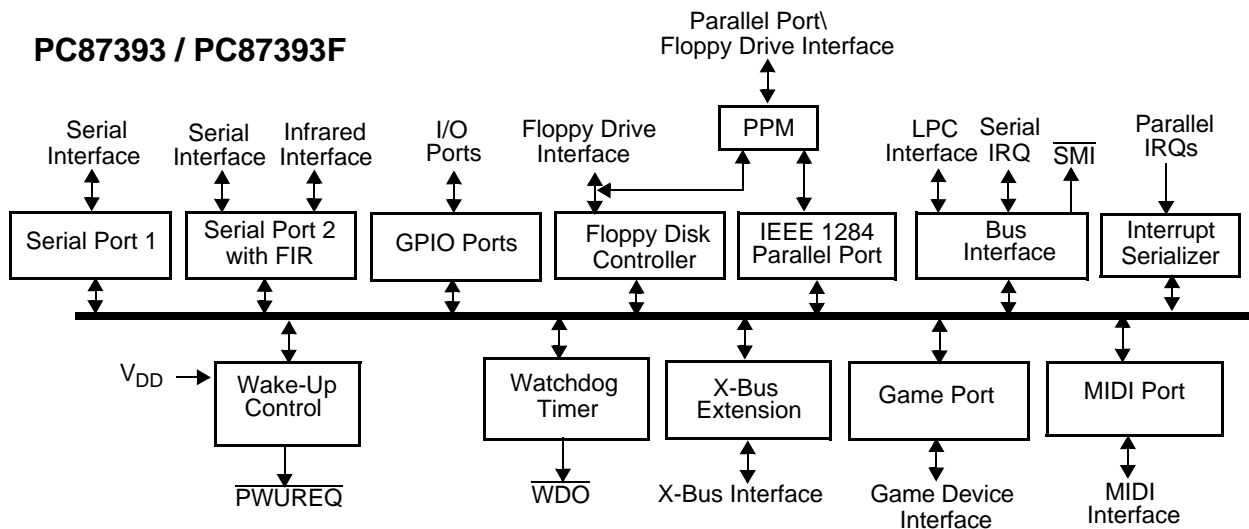 PC87393 / PC87393F
Parallel Port\
Floppy Drive Interface
PPM
Serial
Interface
Serial
Interface
Infrared
Interface
I/O
Ports
Floppy Drive
Interface
LPC
Interface
Serial
IRQ
SMI
Parallel
IRQs
Serial Port 1
Serial Port 2
with FIR
GPIO Ports
Floppy Disk
Controller
IEEE 1284
Parallel Port
Bus
Interface
Interrupt
Serializer
VDD
Wake-Up
Control
Watchdog
Timer
X-Bus
Extension
Game Port
MIDI Port
PWUREQ
WDO
X-Bus Interface
Game Device
Interface
MIDI
Interface